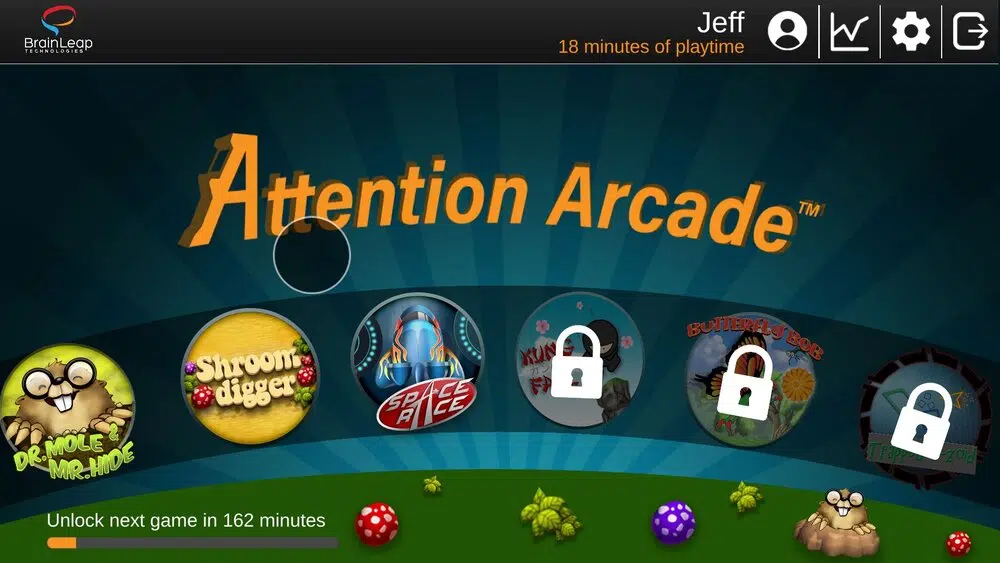 BrainLeap
TECHNOLOGIES
Jeff
18 minutes of playtime
Attention Arcade™
DR. MOLE &
MR. HIDE
Shroom
digger
SPACE
RACE
KUNG
BUTTERFLY BOB
Unlock next game in 162 minutes